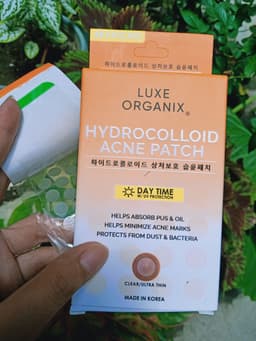 하이드로콜로이드 상처보호 습윤패치
LUXE
ORGANIX®
HYDROCOLLOID
ACNE PATCH
하이드로콜로이드 상처보호 습윤패치
DAY TIME
W/ UV PROTECTION
HELPS ABSORB PUS & OIL
HELPS MINIMIZE ACNE MARKS
PROTECTS FROM DUST & BACTERIA
CLEAR/ULTRA THIN
MADE IN KOREA